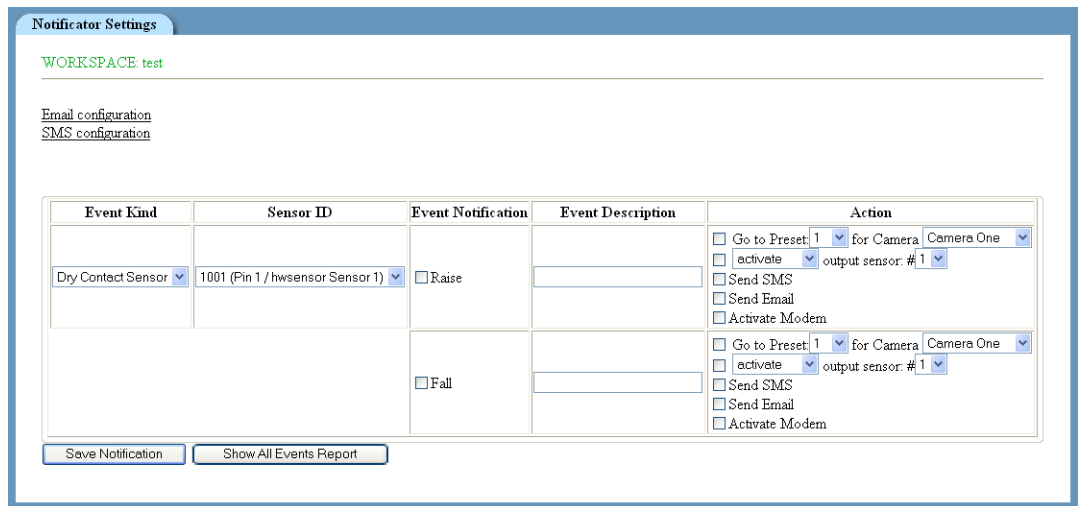 Notificator Settings
WORKSPACE: test
Email configuration
SMS configuration
Event Kind Sensor ID Event Notification Event Description Action
Dry Contact Sensor 1001 (Pin 1 / hwsensor Sensor 1) Raise
Go to Preset: 1 for Camera Camera One
activate output sensor: # 1
Send SMS
Send Email
Activate Modem
Fall
Go to Preset: 1 for Camera Camera One
activate output sensor: # 1
Send SMS
Send Email
Activate Modem
Save Notification Show All Events Report